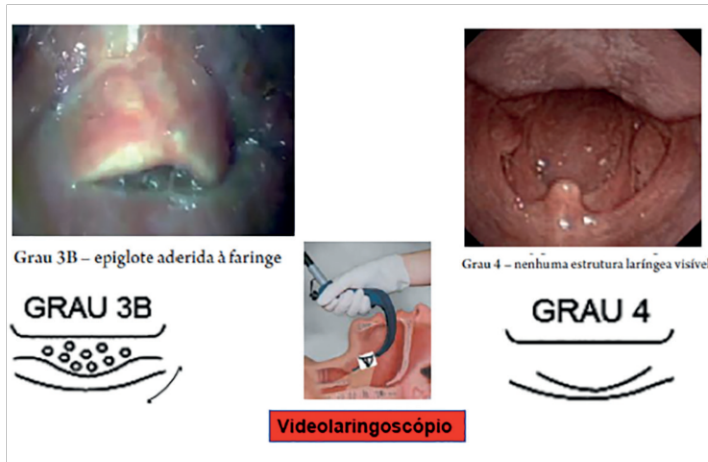 Grau 3B – epiglote aderida à faringe
Grau 4 – nenhuma estrutura laríngea visível
GRAU 3B
GRAU 4
Videolaringoscópio